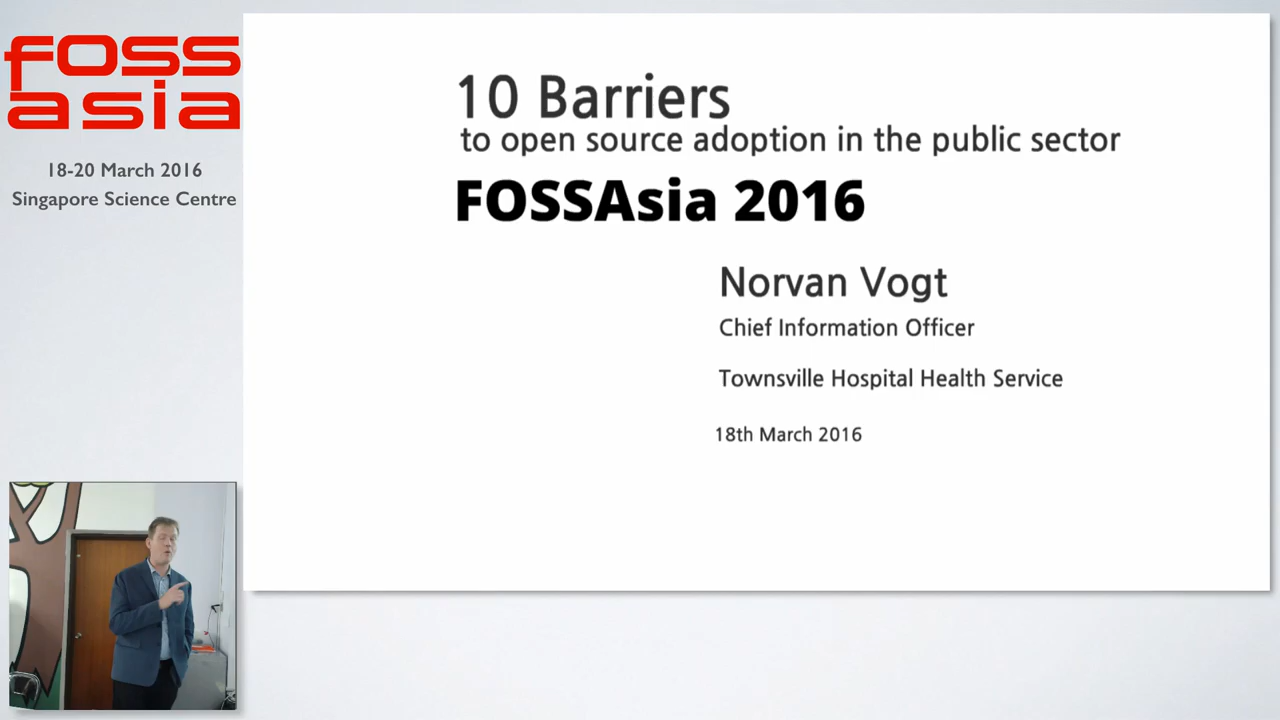 foss
asia
18-20 March 2016
Singapore Science Centre
10 Barriers
to open source adoption in the public sector
FOSSAsia 2016
Norvan Vogt
Chief Information Officer
Townsville Hospital Health Service
18th March 2016